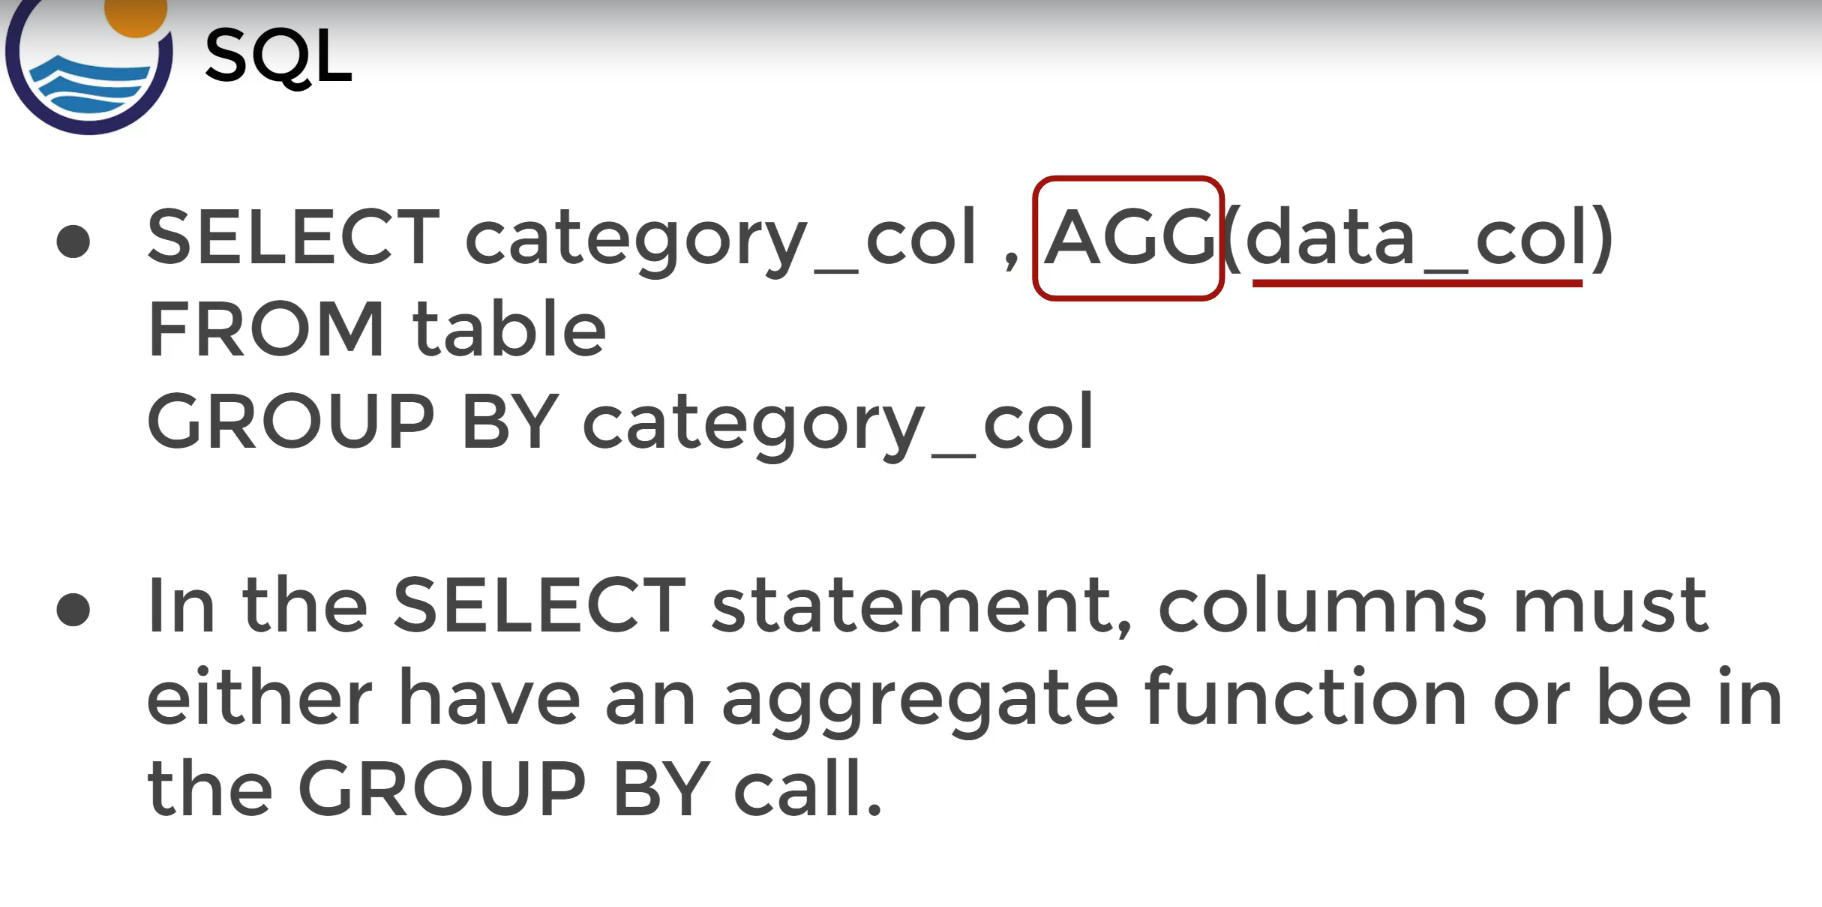 SQL
● SELECT category_col , AGG(data_col)
FROM table
GROUP BY category_col
● In the SELECT statement, columns must
either have an aggregate function or be in
the GROUP BY call.